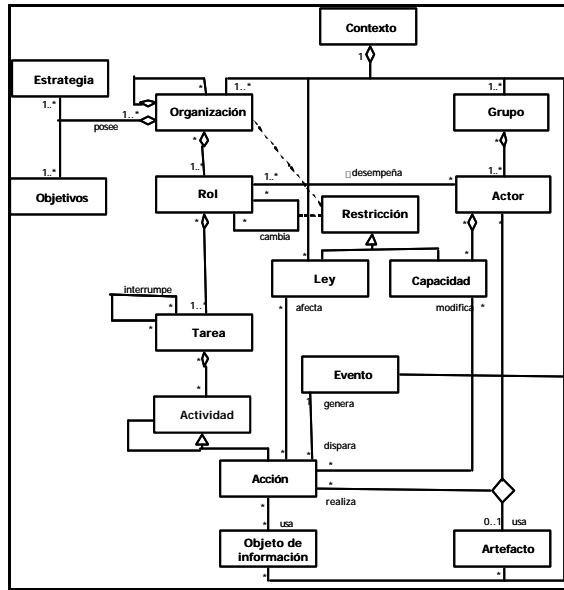 Contexto
1
Estrategia
1..*
*
1..*
1..*
Organización
Grupo
1..*
posee
*
*
1..*
1..*
1..*
Objetivos
Rol
1..*
desempeña
*
Actor
*
Restricción
*
*
cambia
*
*
*
*
Ley
Capacidad
interrumpe
*
afecta
modifica
*
*
1..*
*
Tarea
*
Evento
*
1
genera
Actividad
dispara
*
*
*
*
Acción
*
realiza
*
*
usa
0..1
usa
Objeto de
información
Artefacto
*
*